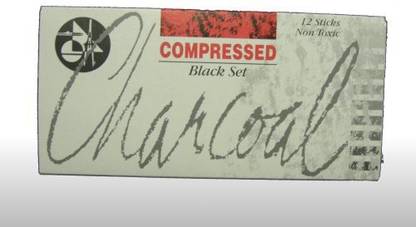 12 Sticks
Non Toxic
COMPRESSED
Black Set
Charcoal